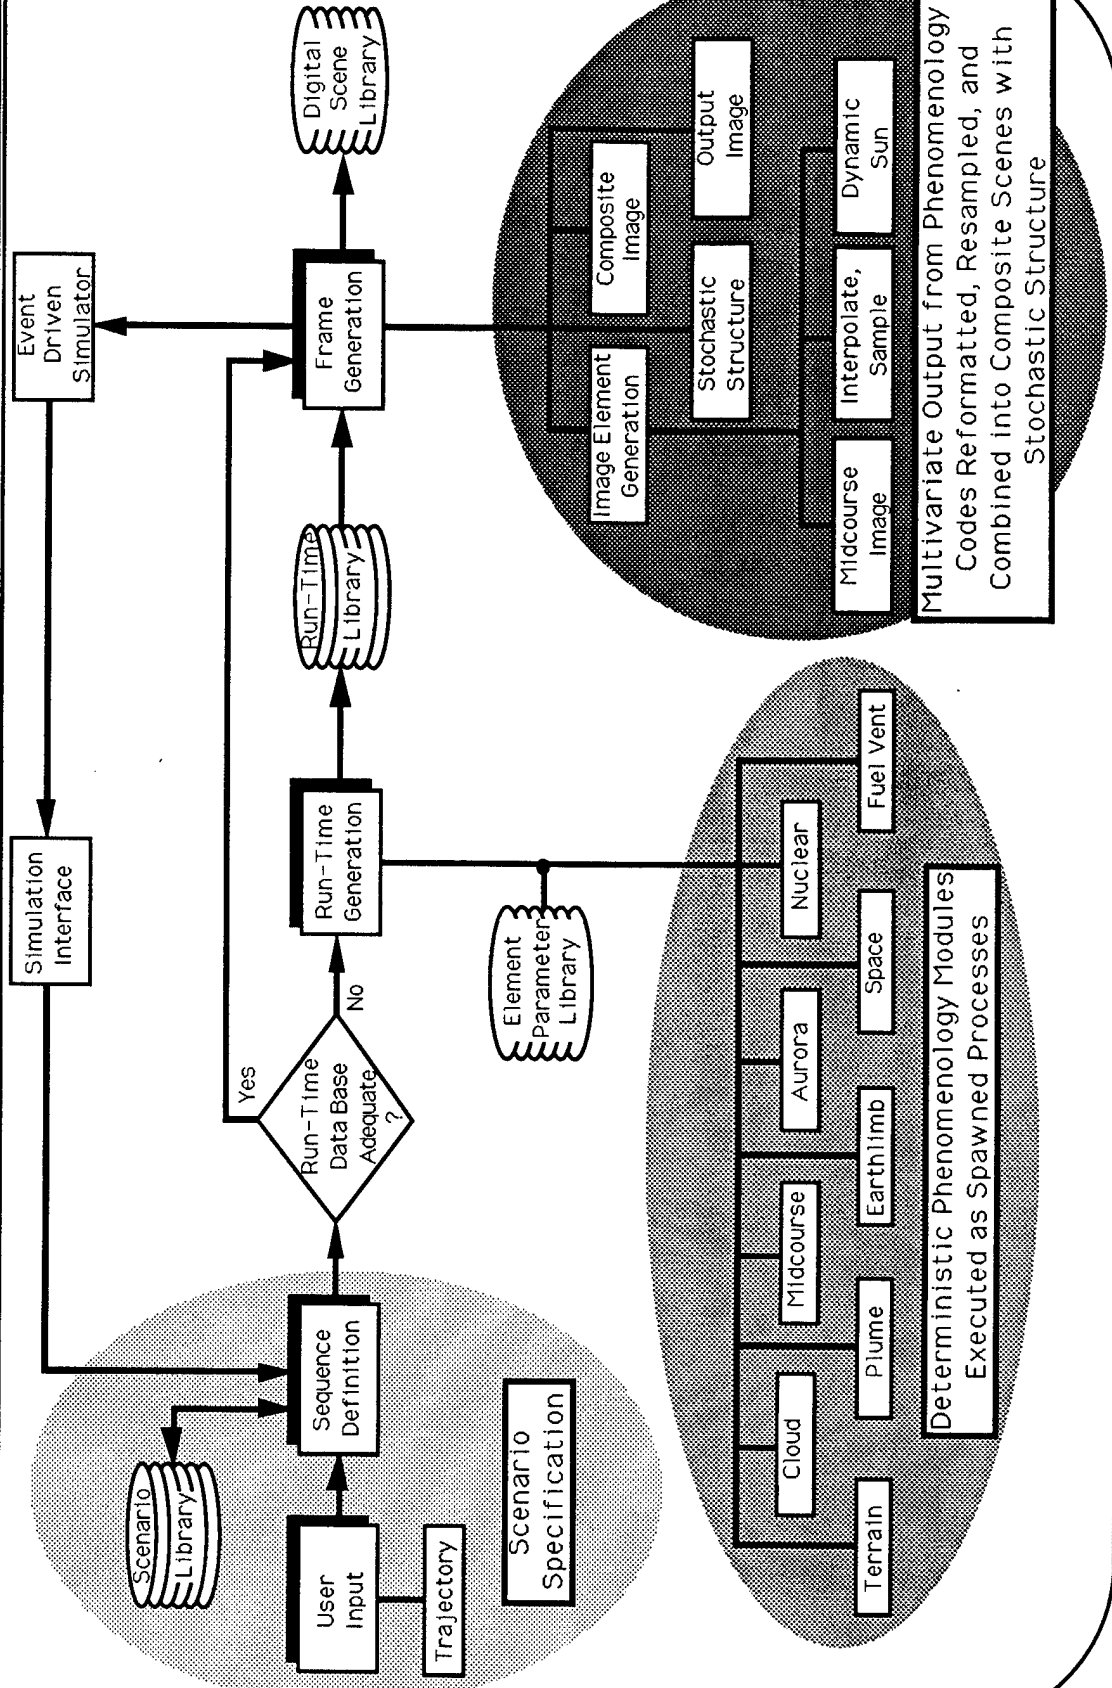 Event
Driven
Simulator
Simulation
Interface
Scenario
Library
User
Input
Trajectory
Sequence
Definition
Scenario
Specification
Run-Time
Data Base
Adequate
?
Yes
No
Run-Time
Generation
Element
Parameter
Library
Run-Time
Library
Frame
Generation
Digital
Scene
Library
Terrain
Cloud
Plume
Midcourse
Earthlimb
Aurora
Space
Nuclear
Fuel Vent
Deterministic Phenomenology Modules
Executed as Spawned Processes
Image Element
Generation
Composite
Image
Stochastic
Structure
Output
Image
Midcourse
Image
Interpolate,
Sample
Dynamic
Sun
Multivariate Output from Phenomenology
Codes Reformatted, Resampled, and
Combined into Composite Scenes with
Stochastic Structure